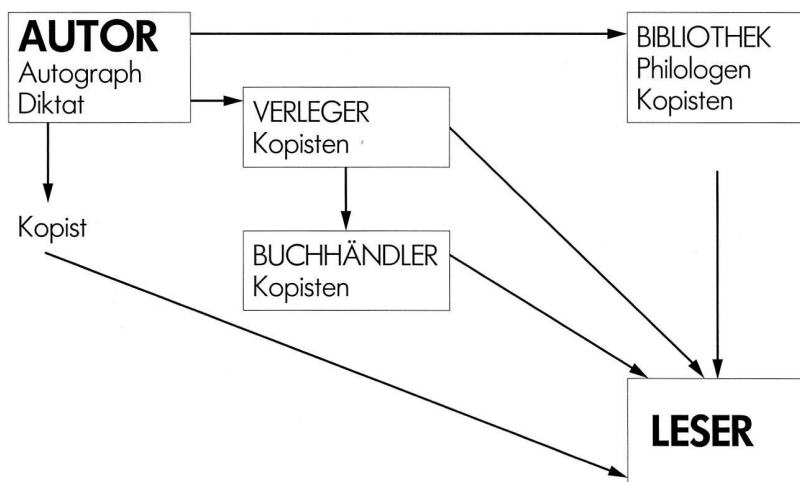 AUTOR
Autograph
Diktat
BIBLIOTHEK
Philologen
Kopisten
VERLEGER
Kopisten
Kopist
BUCHHÄNDLER
Kopisten
LESER